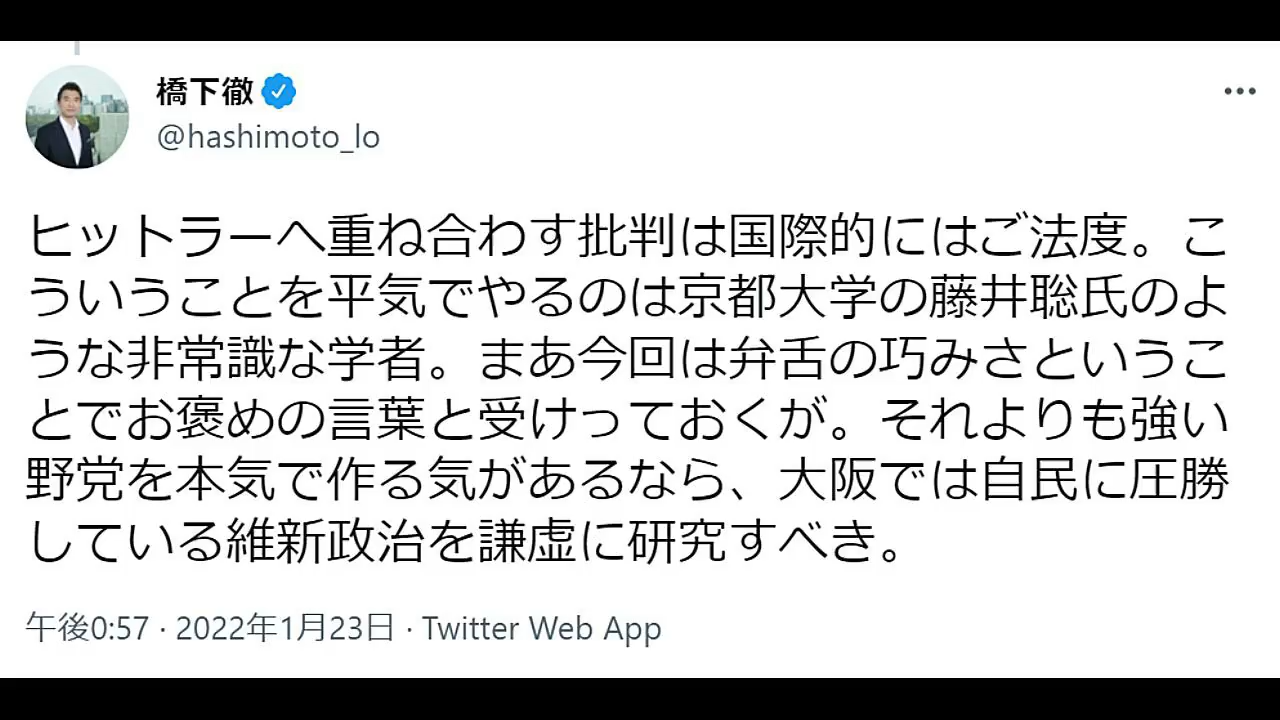 橋下徹
@hashimoto_lo
ヒットラーへ重ね合わす批判は国際的にはご法度。こ
ういうことを平気でやるのは京都大学の藤井聡氏のよ
うな非常識な学者。まあ今回は弁舌の巧みさというこ
とでお褒めの言葉と受けっておくが。それよりも強い
野党を本気で作る気があるなら、大阪では自民に圧勝
している維新政治を謙虚に研究すべき。
午後0:57 · 2022年1月23日 · Twitter Web App